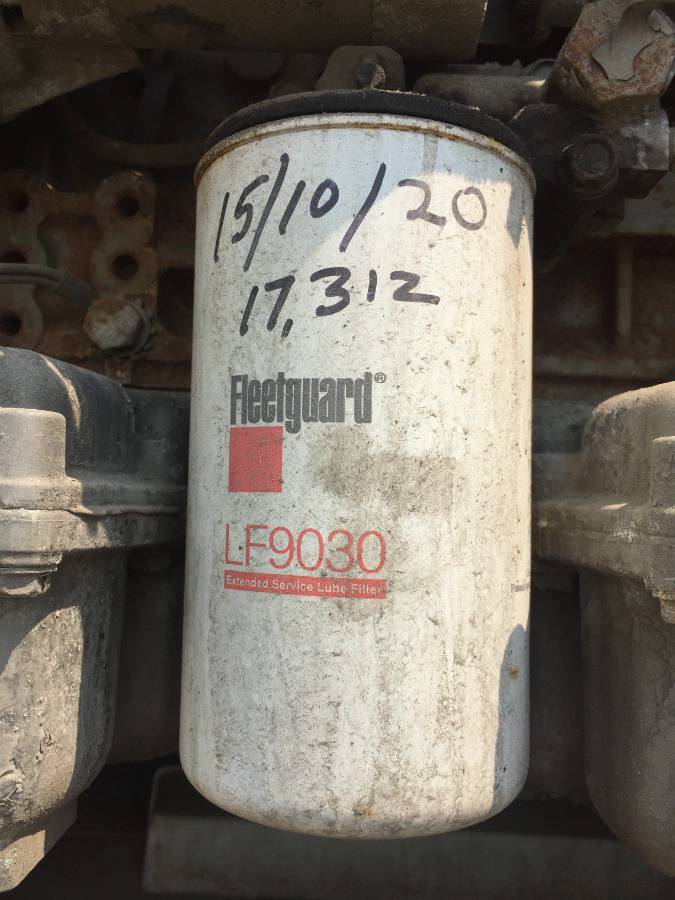 15/10/20
17,312
Fleetguard®
LF9030
Extended Service Lube Filter